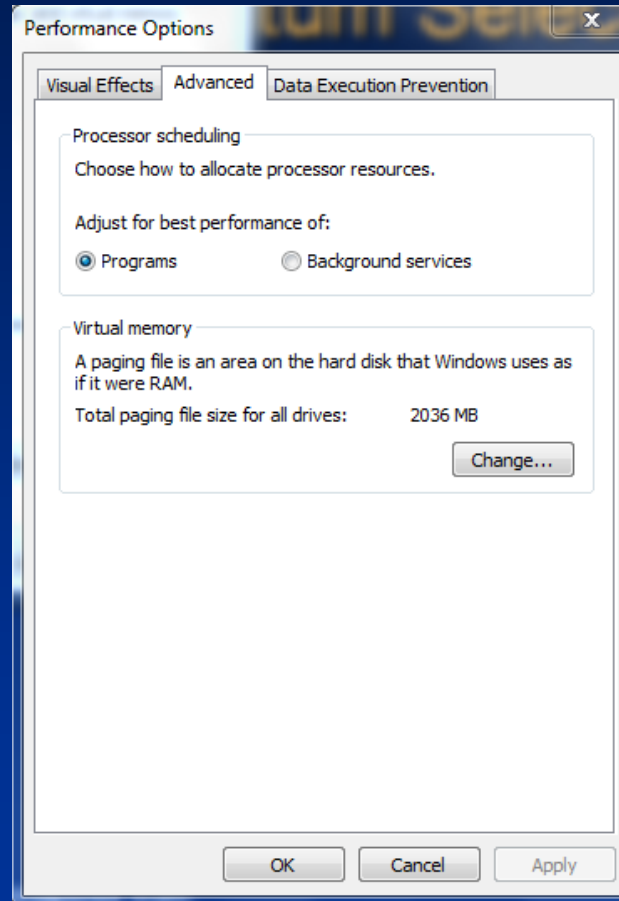 Performance Options
x
Visual Effects Advanced Data Execution Prevention
Processor scheduling
Choose how to allocate processor resources.
Adjust for best performance of:
Programs Background services
Virtual memory
A paging file is an area on the hard disk that Windows uses as
if it were RAM.
Total paging file size for all drives: 2036 MB
Change...
OK Cancel Apply